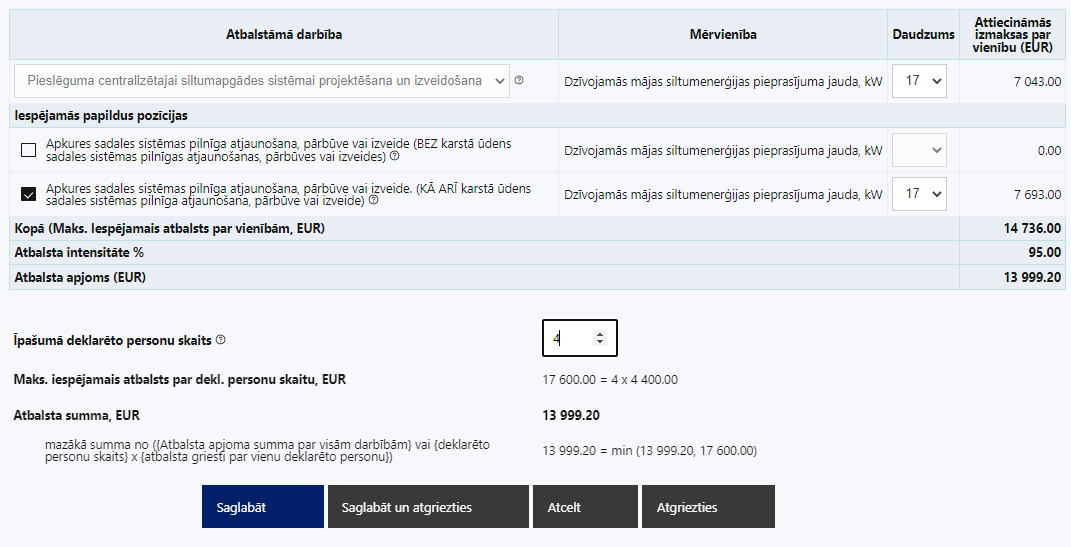 Atbalstāmā darbība Mērvienība Daudzums Attiecināmās
izmaksas par
vienību (EUR)
Pieslēguma centralizētajai siltumapgādes sistēmai projektēšana un izveidošana Dzīvojamās mājas siltumenerģijas pieprasījuma jauda, kW 17 7 043.00
Iespējamās papildus pozīcijas
Apkures sadales sistēmas pilnīga atjaunošana, pārbūve vai izveide (BEZ karstā ūdens
sadales sistēmas pilnīgas atjaunošanas, pārbūves vai izveides) Dzīvojamās mājas siltumenerģijas pieprasījuma jauda, kW 0.00
Apkures sadales sistēmas pilnīga atjaunošana, pārbūve vai izveide. (KĀ ARĪ karstā ūdens
sadales sistēmas pilnīga atjaunošana, pārbūve vai izveide) Dzīvojamās mājas siltumenerģijas pieprasījuma jauda, kW 17 7 693.00
Kopā (Maks. Iespējamais atbalsts par vienībām, EUR) 14 736.00
Atbalsta intensitāte % 95.00
Atbalsta apjoms (EUR) 13 999.20
Īpašumā deklarēto personu skaits 4
Maks. iespējamais atbalsts par dekl. personu skaitu, EUR 17 600.00 = 4 x 4 400.00
Atbalsta summa, EUR 13 999.20
mazākā summa no ({Atbalsta apjoma summa par visām darbībām} vai {deklarēto
personu skaits} x {atbalsta griesti par vienu deklarēto personu}) 13 999.20 = min (13 999.20, 17 600.00)
Saglabāt Saglabāt un atgriezties Atcelt Atgriezties